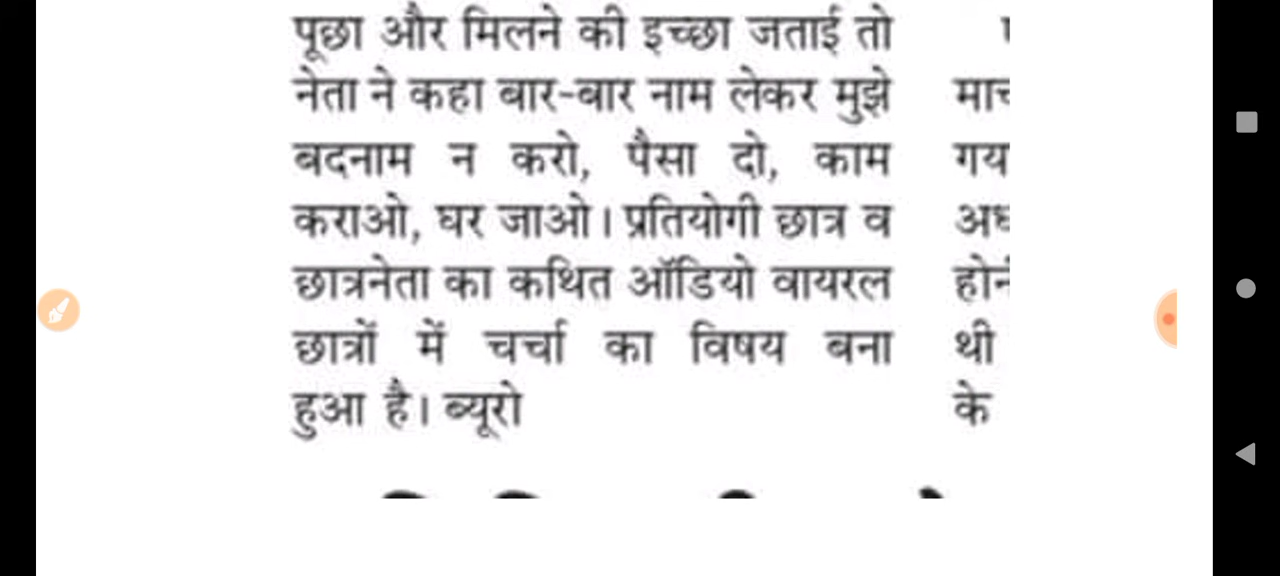 पूछा और मिलने की इच्छा जताई तो
नेता ने कहा बार-बार नाम लेकर मुझे
बदनाम न करो, पैसा दो, काम
कराओ, घर जाओ। प्रतियोगी छात्र व
छात्रनेता का कथित ऑडियो वायरल
छात्रों में चर्चा का विषय बना
हुआ है। ब्यूरो
थी
के